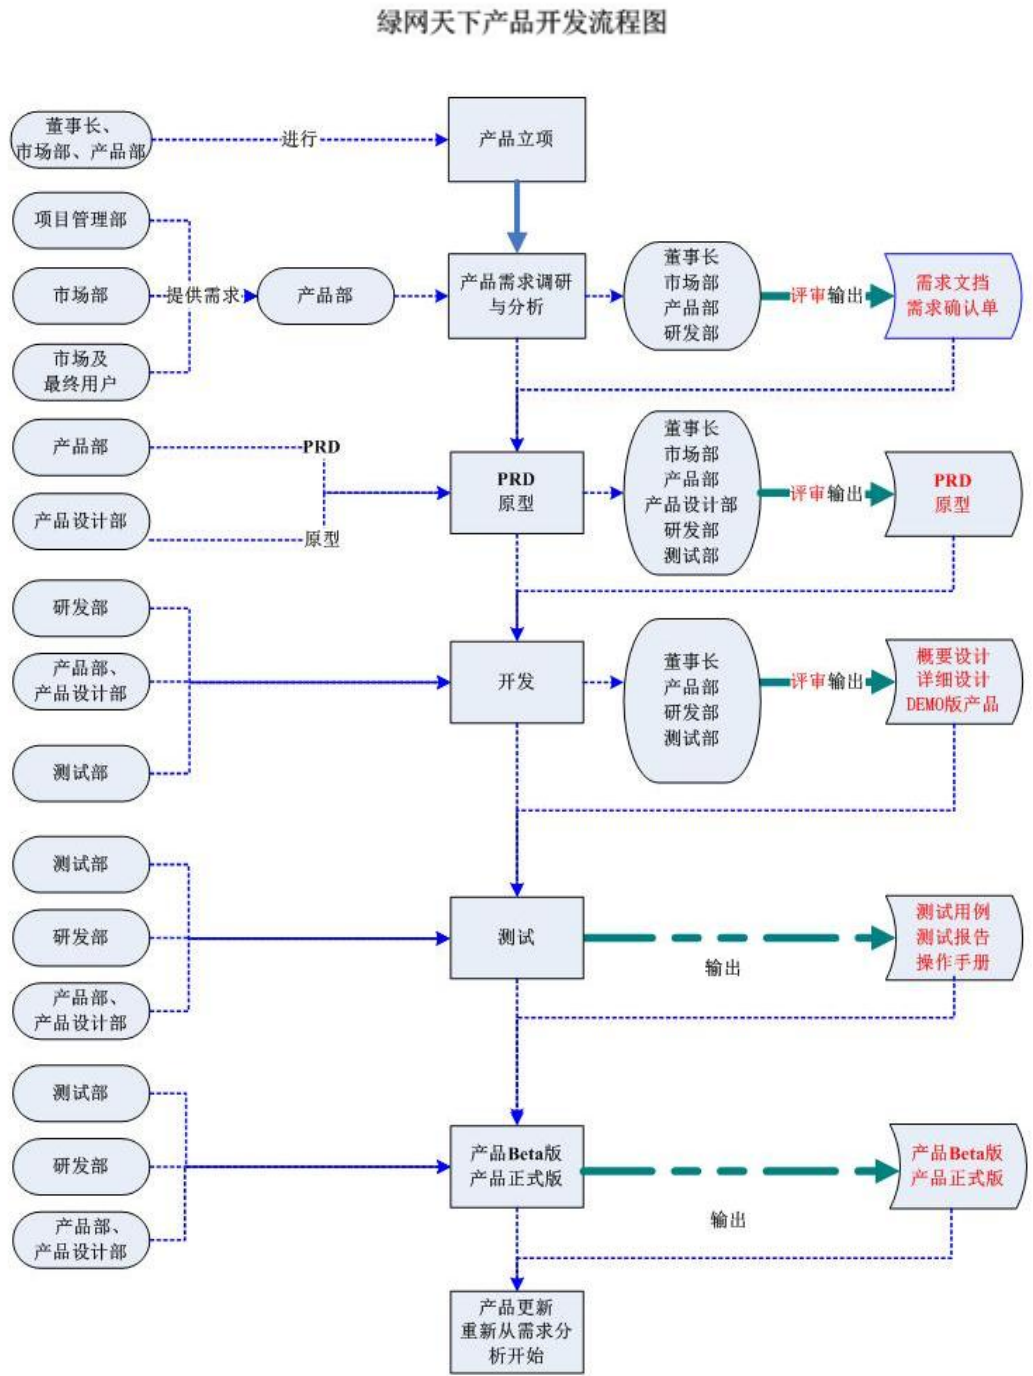 绿网天下产品开发流程图
董事长、
市场部、产品部
进行
产品立项
项目管理部
市场部
市场及
最终用户
提供需求
产品部
产品需求调研
与分析
董事长
市场部
产品部
研发部
评审输出
需求文挡
需求确认单
产品部
产品设计部
PRD
原型
PRD
原型
董事长
市场部
产品部
产品设计部
研发部
测试部
评审输出
PRD
原型
研发部
产品部、
产品设计部
测试部
开发
董事长
产品部
研发部
测试部
评审输出
概要设计
详细设计
DEMO版产品
测试部
研发部
产品部、
产品设计部
测试
输出
测试用例
测试报告
操作手册
测试部
研发部
产品部、
产品设计部
产品Beta版
产品正式版
输出
产品Beta版
产品正式版
产品更新
重新从需求分
析开始